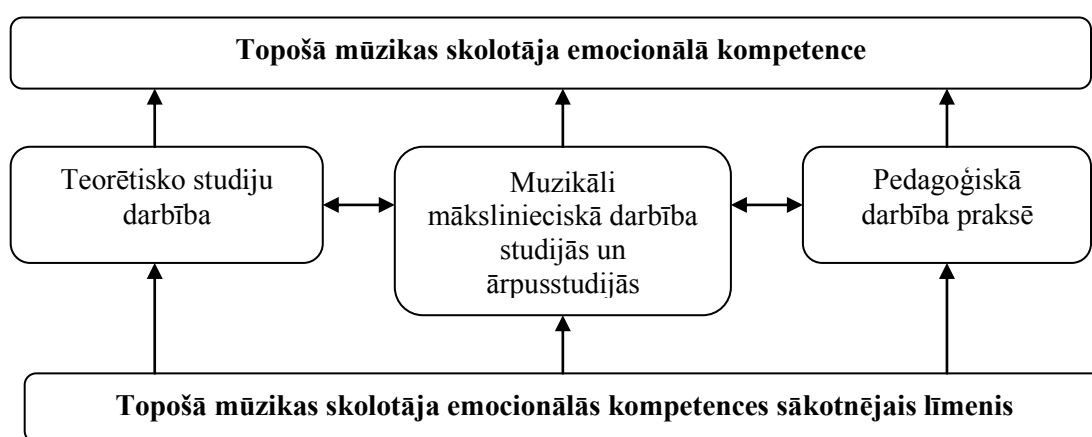 Topošā mūzikas skolotāja emocionālā kompetence
Teorētisko studiju
darbība
Muzikāli
mākslinieciskā darbība
studijās un
ārpusstudijās
Pedagoģiskā
darbība praksē
Topošā mūzikas skolotāja emocionālās kompetences sākotnējais līmenis